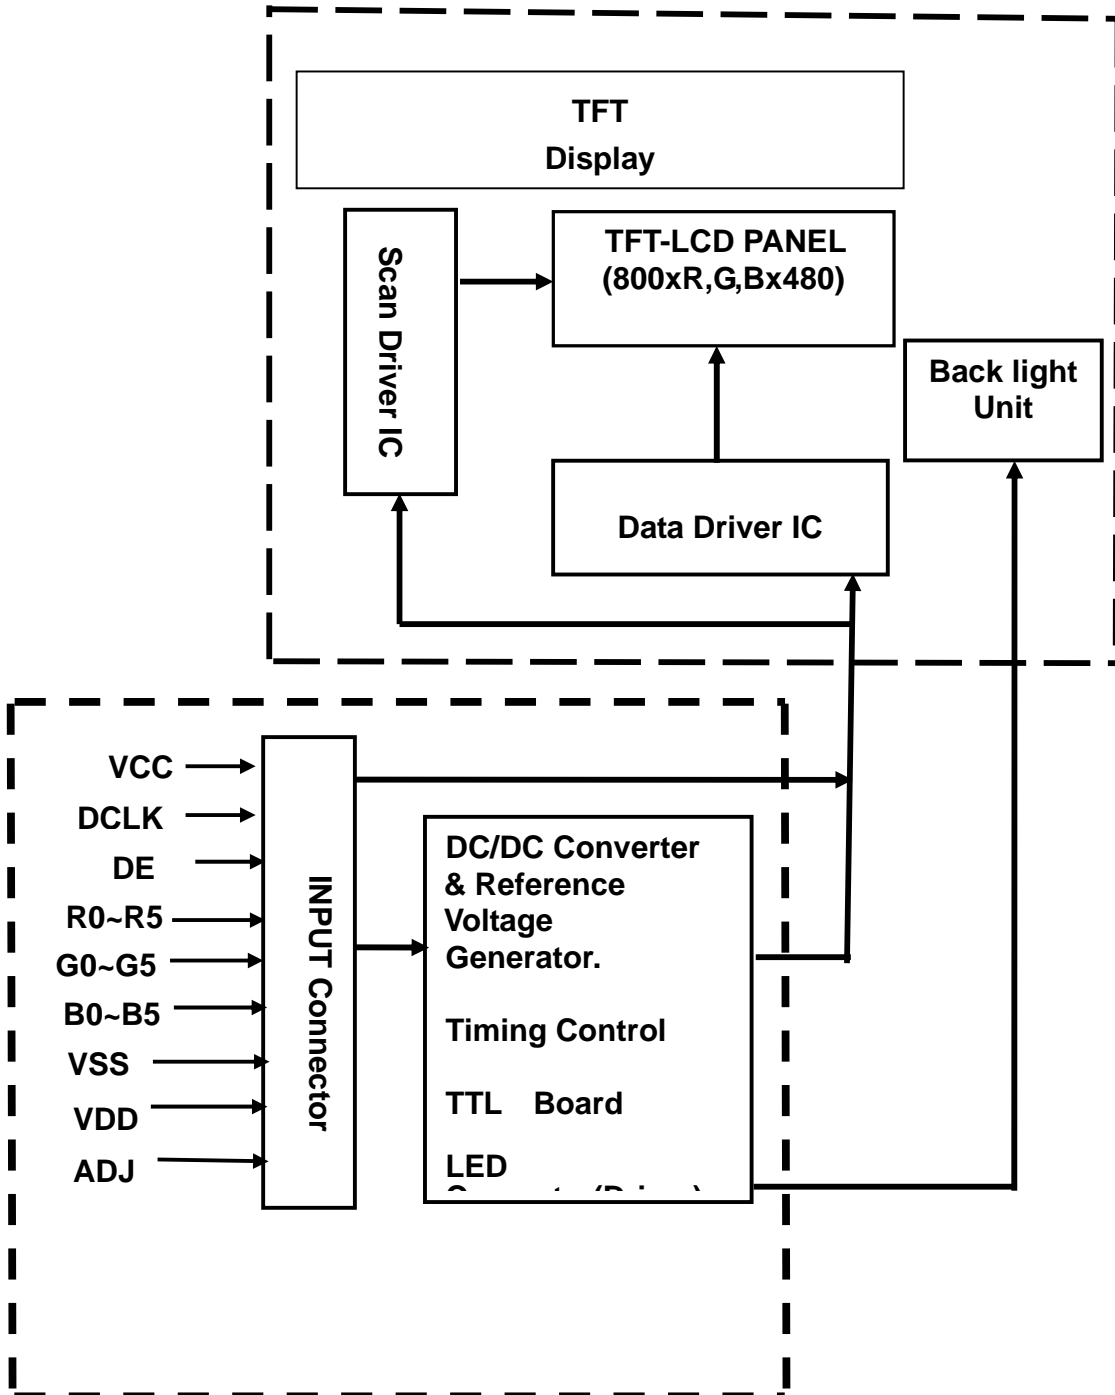 TFT
Display
Scan Driver IC
TFT-LCD PANEL
(800xR,G,Bx480)
Back light
Unit
Data Driver IC
VCC
DCLK
DE
R0~R5
G0~G5
B0~B5
VSS
VDD
ADJ
INPUT Connector
DC/DC Converter
& Reference
Voltage
Generator.
Timing Control
TTL Board
LED